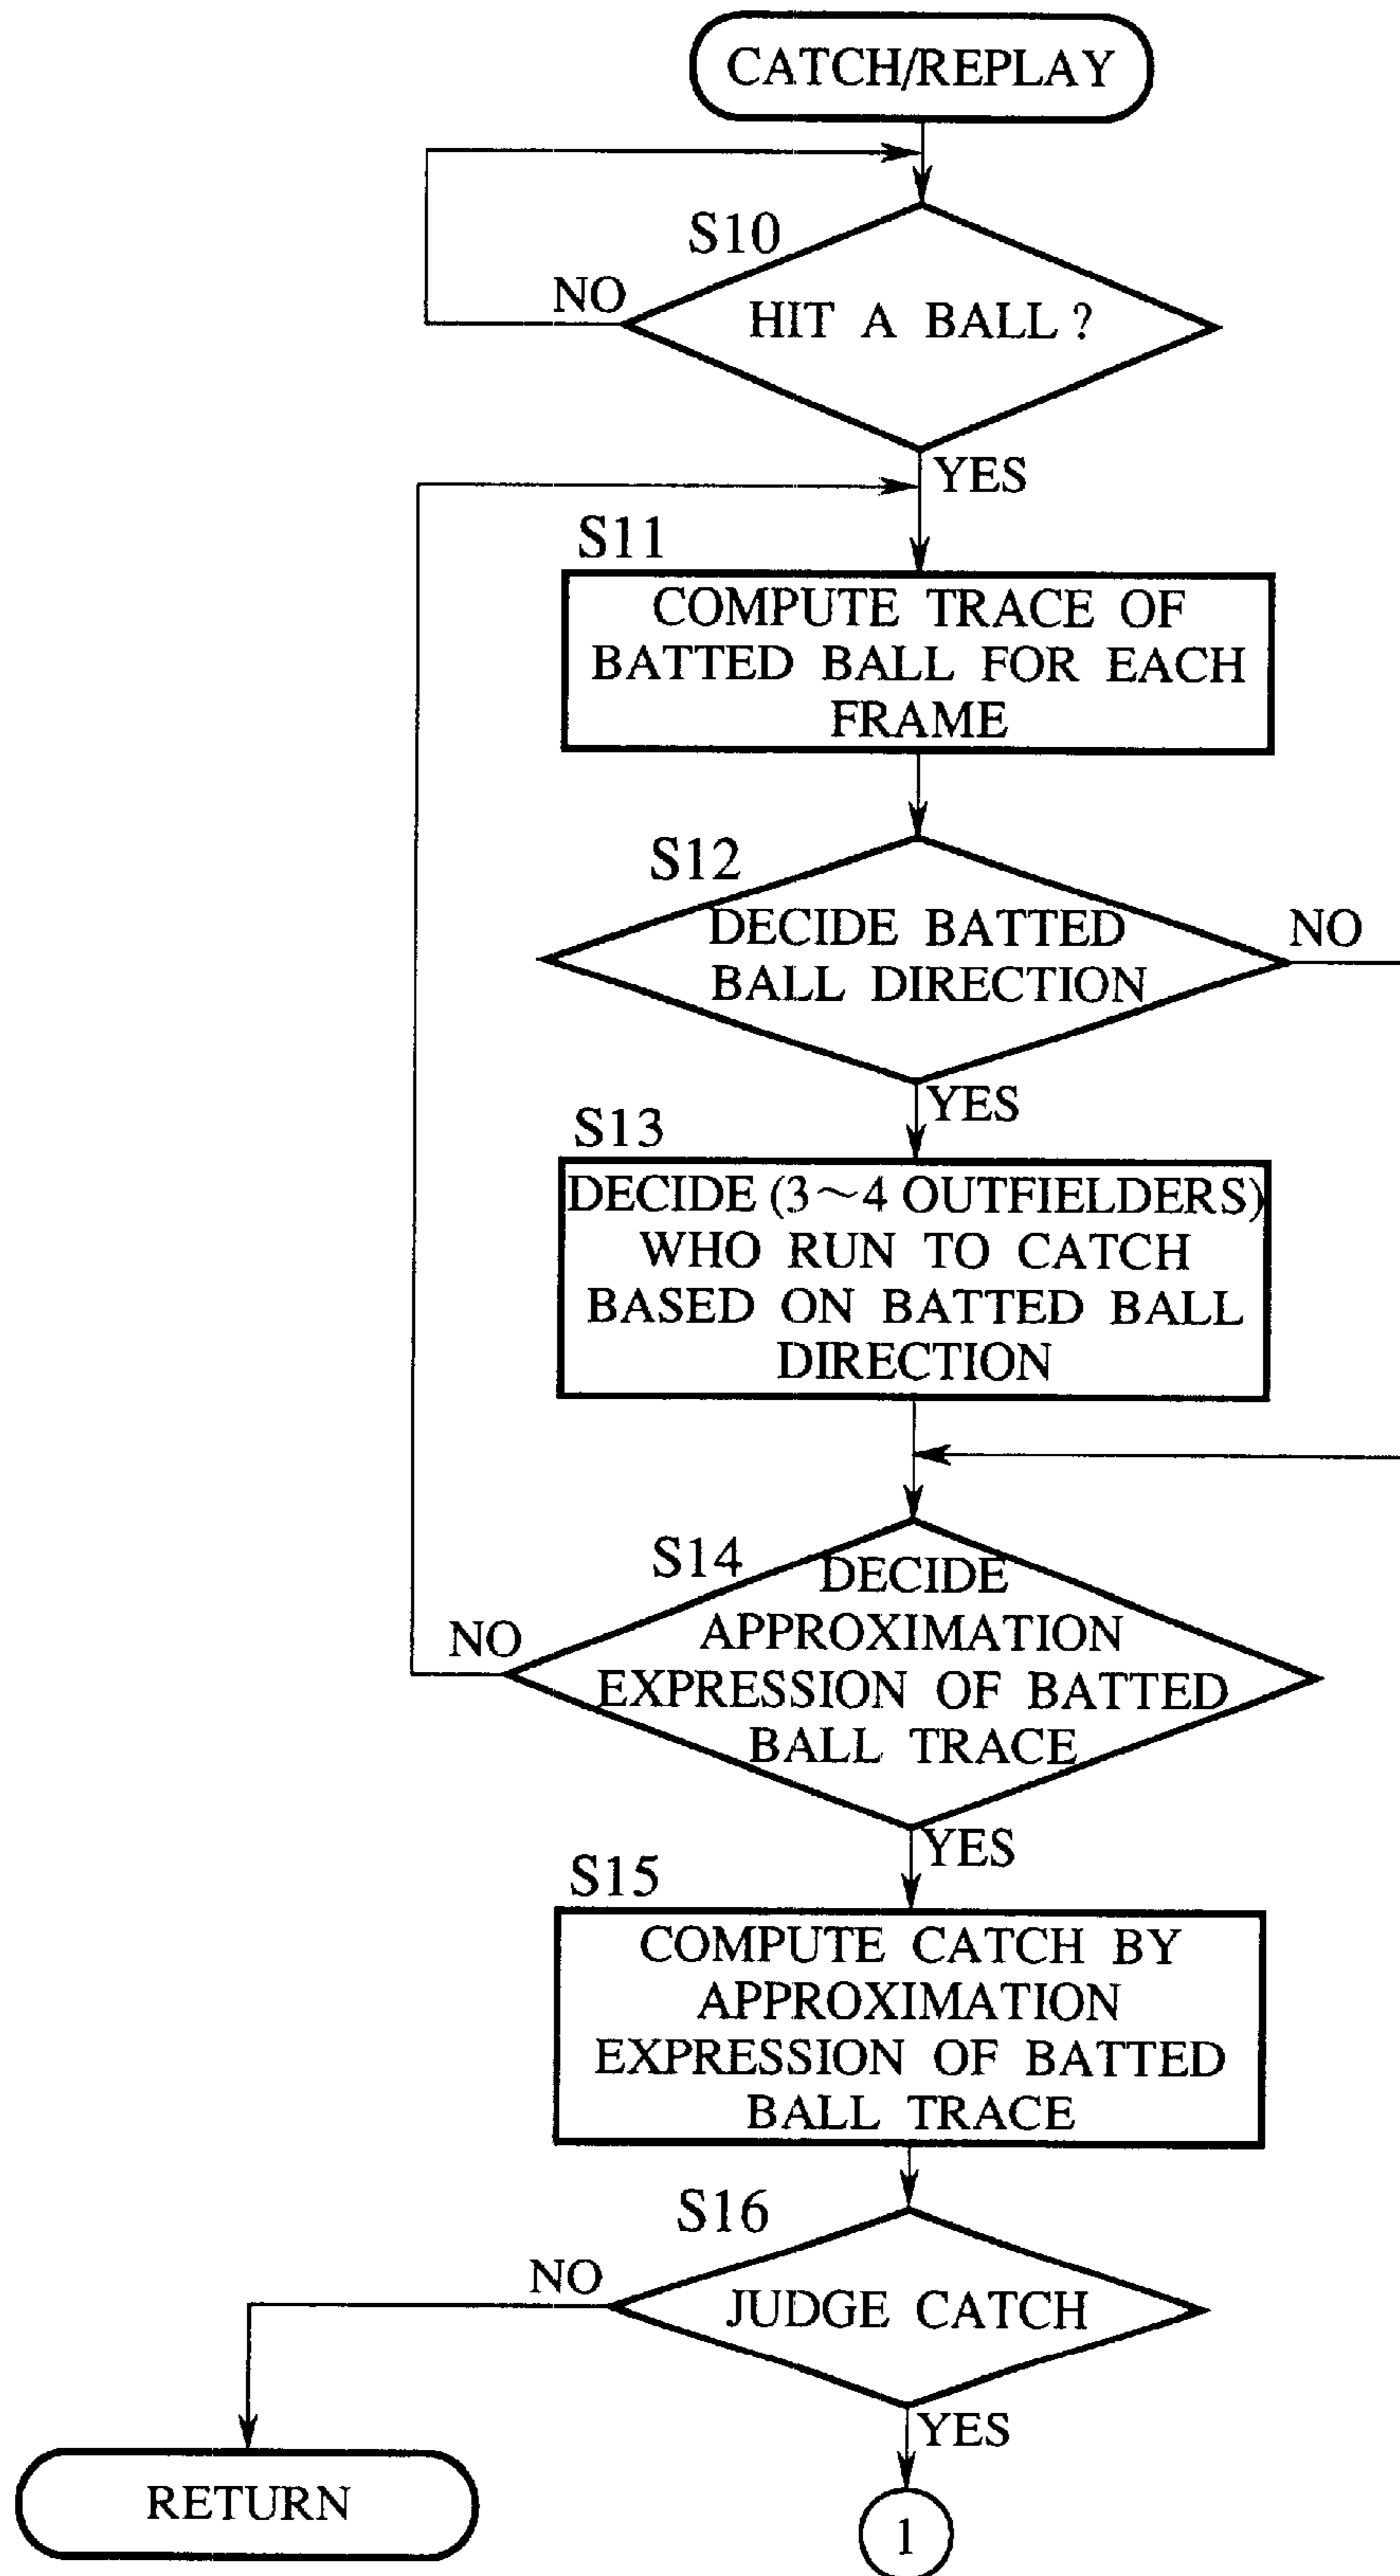 CATCH/REPLAY
S10
NO
HIT A BALL ?
YES
S11
COMPUTE TRACE OF
BATTED BALL FOR EACH
FRAME
S12
DECIDE BATTED
BALL DIRECTION
NO
YES
S13
DECIDE (3~4 OUTFIELDERS)
WHO RUN TO CATCH
BASED ON BATTED BALL
DIRECTION
S14
DECIDE
APPROXIMATION
EXPRESSION OF BATTED
BALL TRACE
NO
YES
S15
COMPUTE CATCH BY
APPROXIMATION
EXPRESSION OF BATTED
BALL TRACE
S16
NO
JUDGE CATCH
YES
RETURN
1